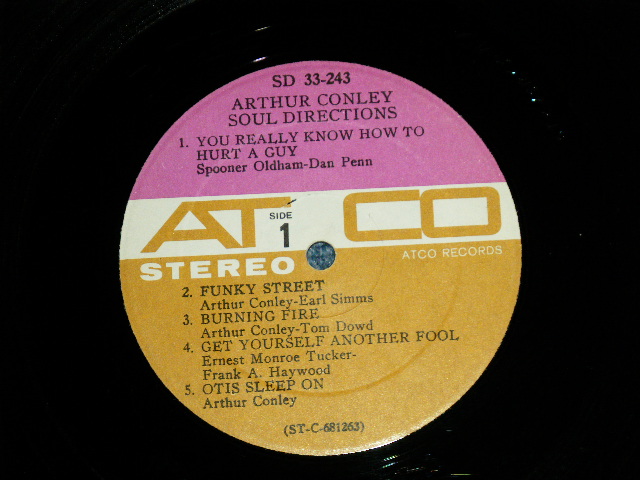 SD 33-243
ARTHUR CONLEY
SOUL DIRECTIONS
1. YOU REALLY KNOW HOW TO
HURT A GUY
Spooner Oldham-Dan Penn
ATCO
SIDE
1
STEREO
ATCO RECORDS
2. FUNKY STREET
Arthur Conley-Earl Simms
3. BURNING FIRE
Arthur Conley-Tom Dowd
4. GET YOURSELF ANOTHER FOOL
Ernest Monroe Tucker-
Frank A. Haywood
5. OTIS SLEEP ON
Arthur Conley
(ST-C-681263)